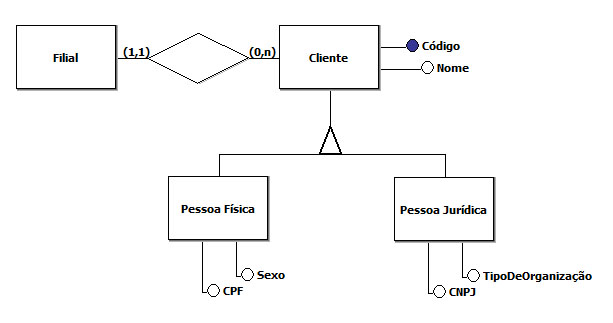 Filial
(1,1)
(0,n)
Cliente
Código
Nome
Pessoa Física
Pessoa Jurídica
Sexo
CPF
TipoDeOrganização
CNPJ